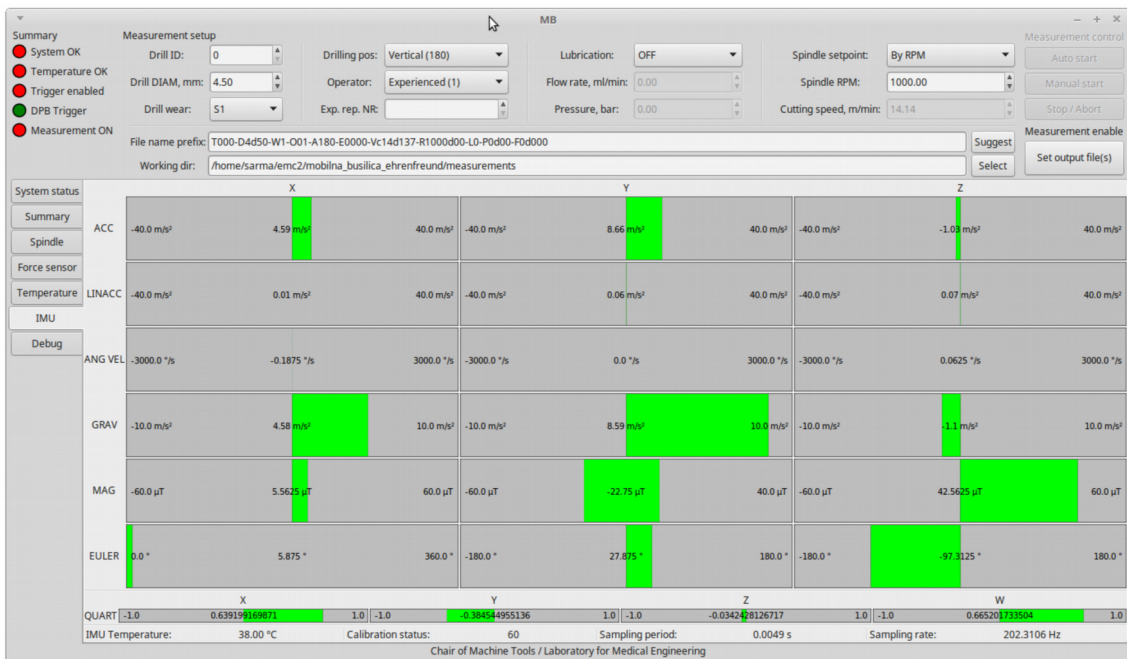 MB
Summary
System OK
Temperature OK
Trigger enabled
DPB Trigger
Measurement ON
Measurement setup
Drill ID: 0
Drilling pos: Vertical (180)
Lubrication: OFF
Spindle setpoint: By RPM
Drill DIAM, mm: 4.50
Operator: Experienced (1)
Flow rate, ml/min: 0.00
Spindle RPM: 1000.00
Drill wear: S1
Exp. rep. NR:
Pressure, bar: 0.00
Cutting speed, m/min: 14.14
Measurement control
Auto start
Manual start
Stop / Abort
Measurement enable
Set output file(s)
File name prefix: T000-D4d50-W1-O01-A180-E0000-Vc14d137-R1000d00-L0-P0d00-F0d000 Suggest
Working dir: /home/sarma/emc2/mobilna_busilica_ehrenfreund/measurements Select
System status
Summary
Spindle
Force sensor
Temperature
IMU
Debug
X Y Z
ACC -40.0 m/s² 4.59 m/s² 40.0 m/s² -40.0 m/s² 8.66 m/s² 40.0 m/s² -40.0 m/s² -1.03 m/s² 40.0 m/s²
LINACC -40.0 m/s² 0.01 m/s² 40.0 m/s² -40.0 m/s² 0.06 m/s² 40.0 m/s² -40.0 m/s² 0.07 m/s² 40.0 m/s²
ANG VEL -3000.0 °/s -0.1875 °/s 3000.0 °/s -3000.0 °/s 0.0 °/s 3000.0 °/s -3000.0 °/s 0.0625 °/s 3000.0 °/s
GRAV -10.0 m/s² 4.58 m/s² 10.0 m/s² -10.0 m/s² 8.59 m/s² 10.0 m/s² -10.0 m/s² -1.1 m/s² 10.0 m/s²
MAG -60.0 µT 5.5625 µT 60.0 µT -60.0 µT -22.75 µT 40.0 µT -60.0 µT 42.5625 µT 60.0 µT
EULER 0.0 ° 5.875 ° 360.0 ° -180.0 ° 27.875 ° 180.0 ° -180.0 ° -97.3125 ° 180.0 °
X Y Z W
QUART -1.0 0.639199169871 1.0 -1.0 -0.384544955136 1.0 -1.0 -0.0342428126717 1.0 -1.0 0.665201733504 1.0
IMU Temperature: 38.00 °C Calibration status: 60 Sampling period: 0.0049 s Sampling rate: 202.3106 Hz
Chair of Machine Tools / Laboratory for Medical Engineering